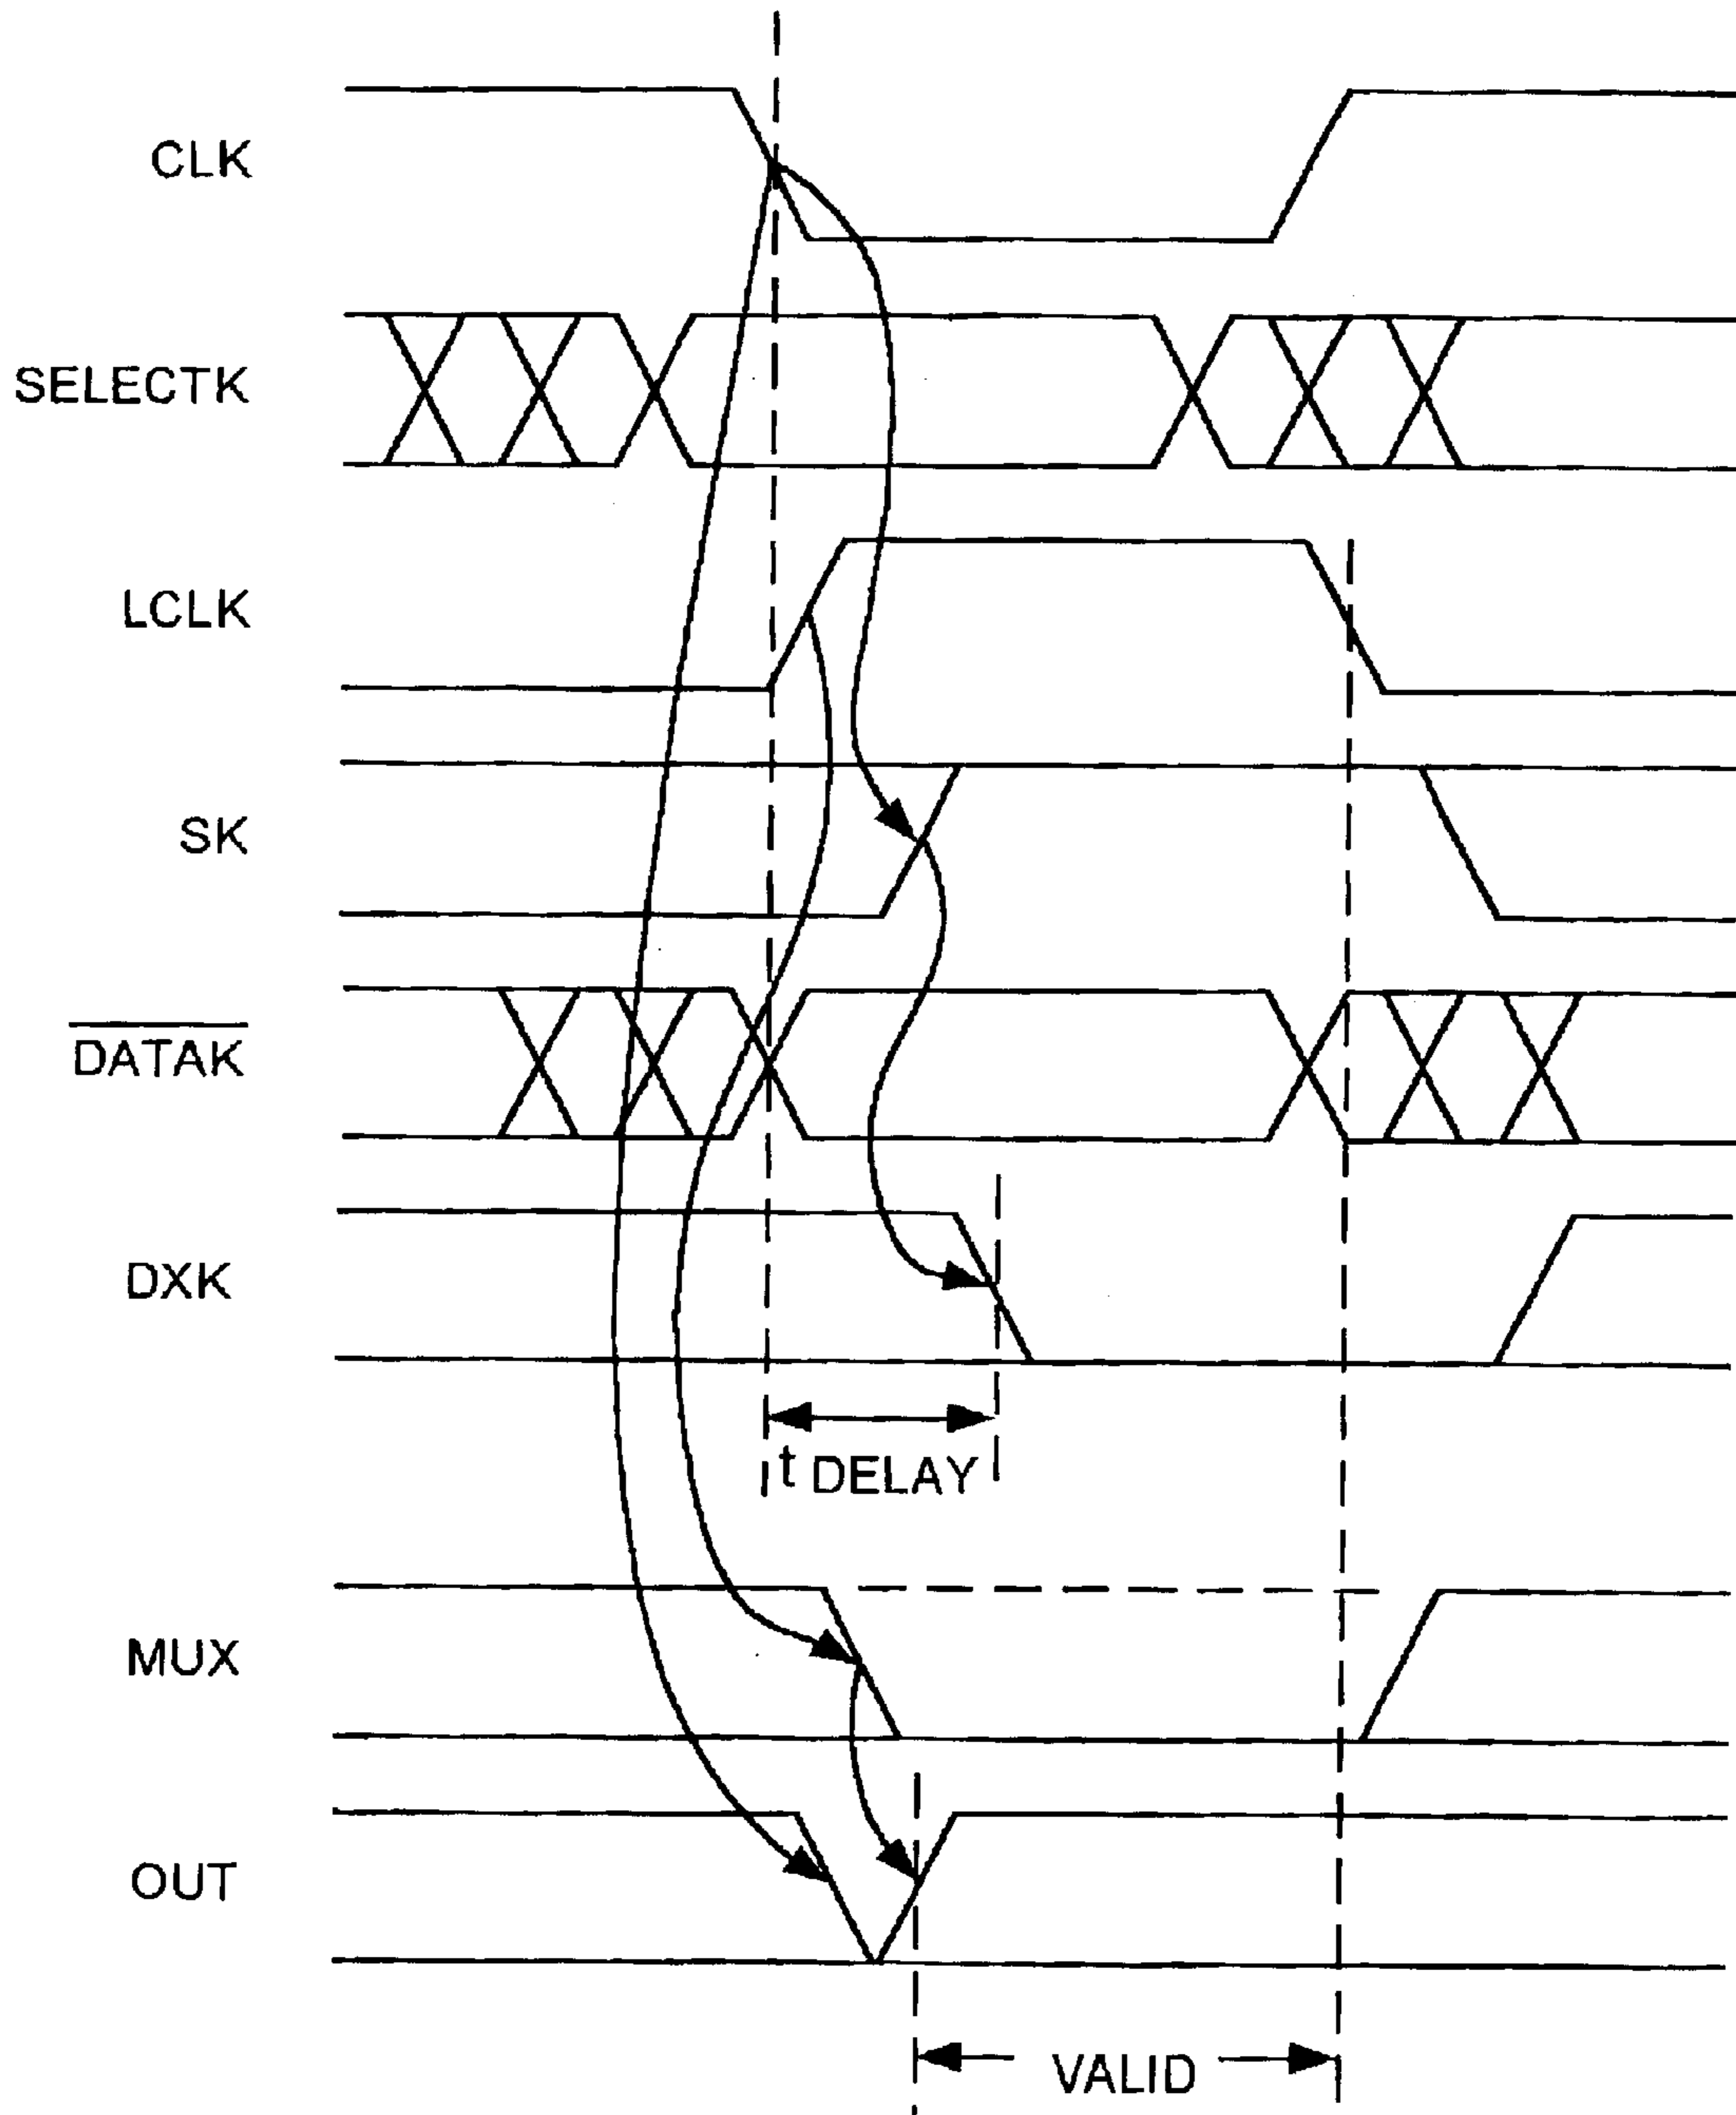 CLK
SELECTK
LCLK
SK
DATAK
DXK
t DELAY
MUX
OUT
VALID